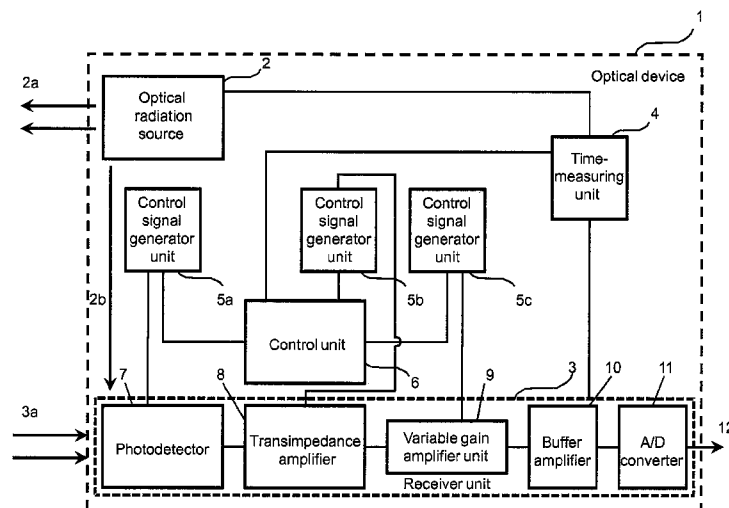 1
Optical device
2a
2
Optical
radiation
source
4
Time-
measuring
unit
Control
signal
generator
unit
Control
signal
generator
unit
Control
signal
generator
unit
2b
5a
5b
5c
Control unit
6
7
8
9
3
10
11
3a
Photodetector
Transimpedance
amplifier
Variable gain
amplifier unit
Buffer
amplifier
A/D
converter
12
Receiver unit